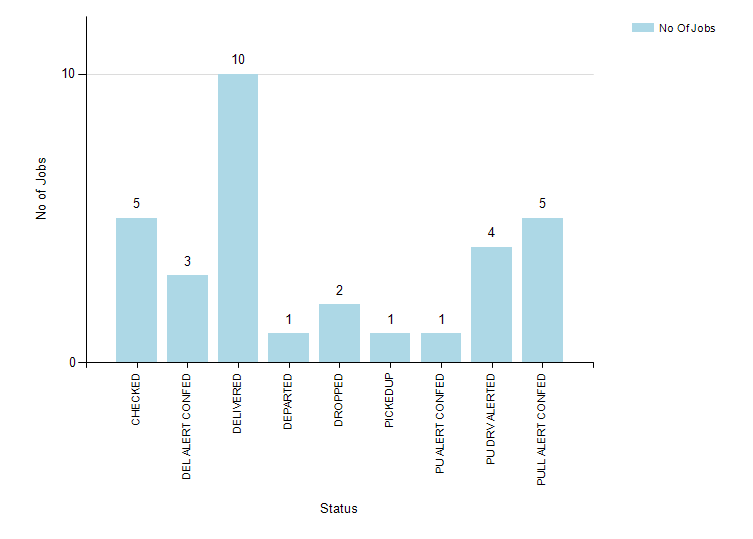 No Of Jobs
10
0
No of Jobs
5
3
10
1
2
1
1
4
5
CHECKED
DEL ALERT CONFED
DELIVERED
DEPARTED
DROPPED
PICKEDUP
PU ALERT CONFED
PU DRV ALERTED
PULL ALERT CONFED
Status